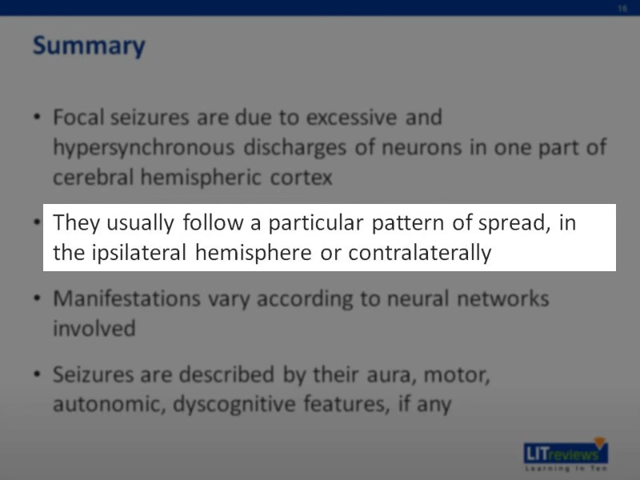 16
Summary
• Focal seizures are due to excessive and
hypersynchronous discharges of neurons in one part of
cerebral hemispheric cortex
• They usually follow a particular pattern of spread, in
the ipsilateral hemisphere or contralaterally
• Manifestations vary according to neural networks
involved
• Seizures are described by their aura, motor,
autonomic, dyscognitive features, if any
LITreviews
Learning in Ten